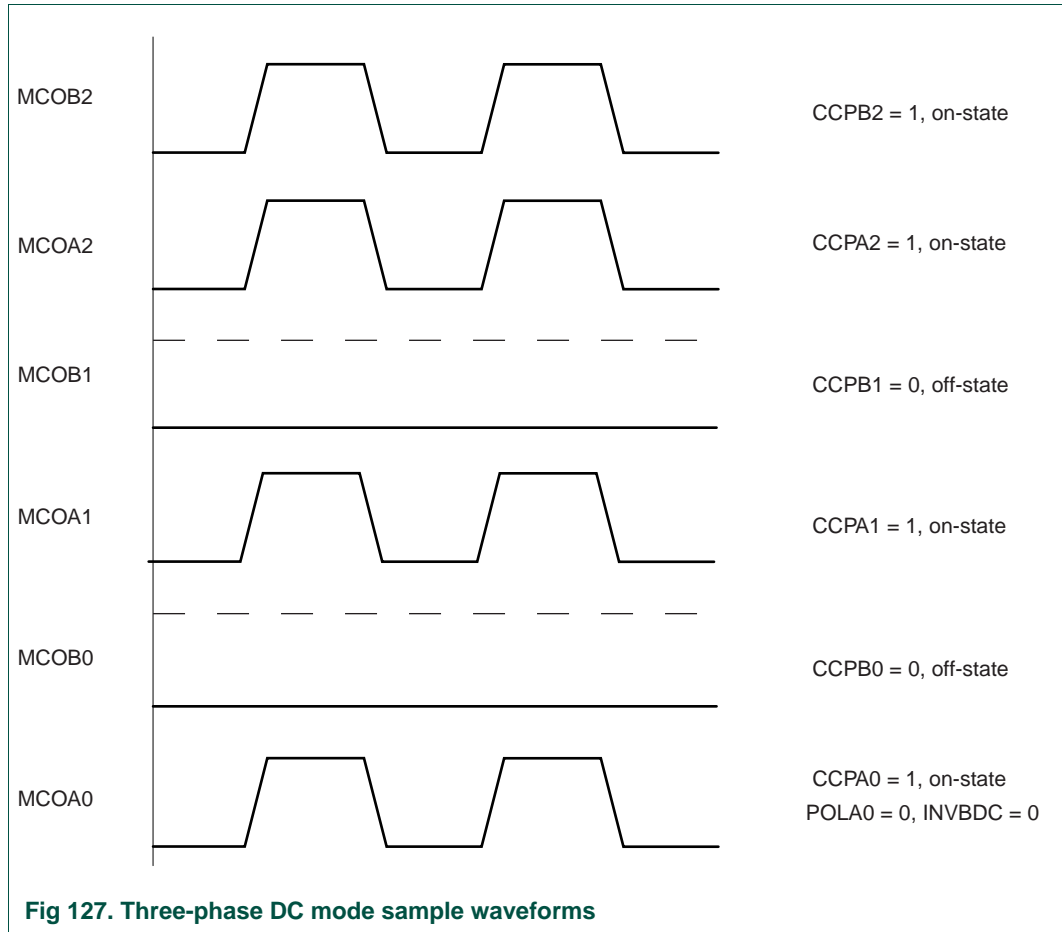 MCOB2
CCPB2 = 1, on-state
MCOA2
CCPA2 = 1, on-state
MCOB1
CCPB1 = 0, off-state
MCOA1
CCPA1 = 1, on-state
MCOB0
CCPB0 = 0, off-state
MCOA0
CCPA0 = 1, on-state
POLA0 = 0, INVBDC = 0
Fig 127. Three-phase DC mode sample waveforms